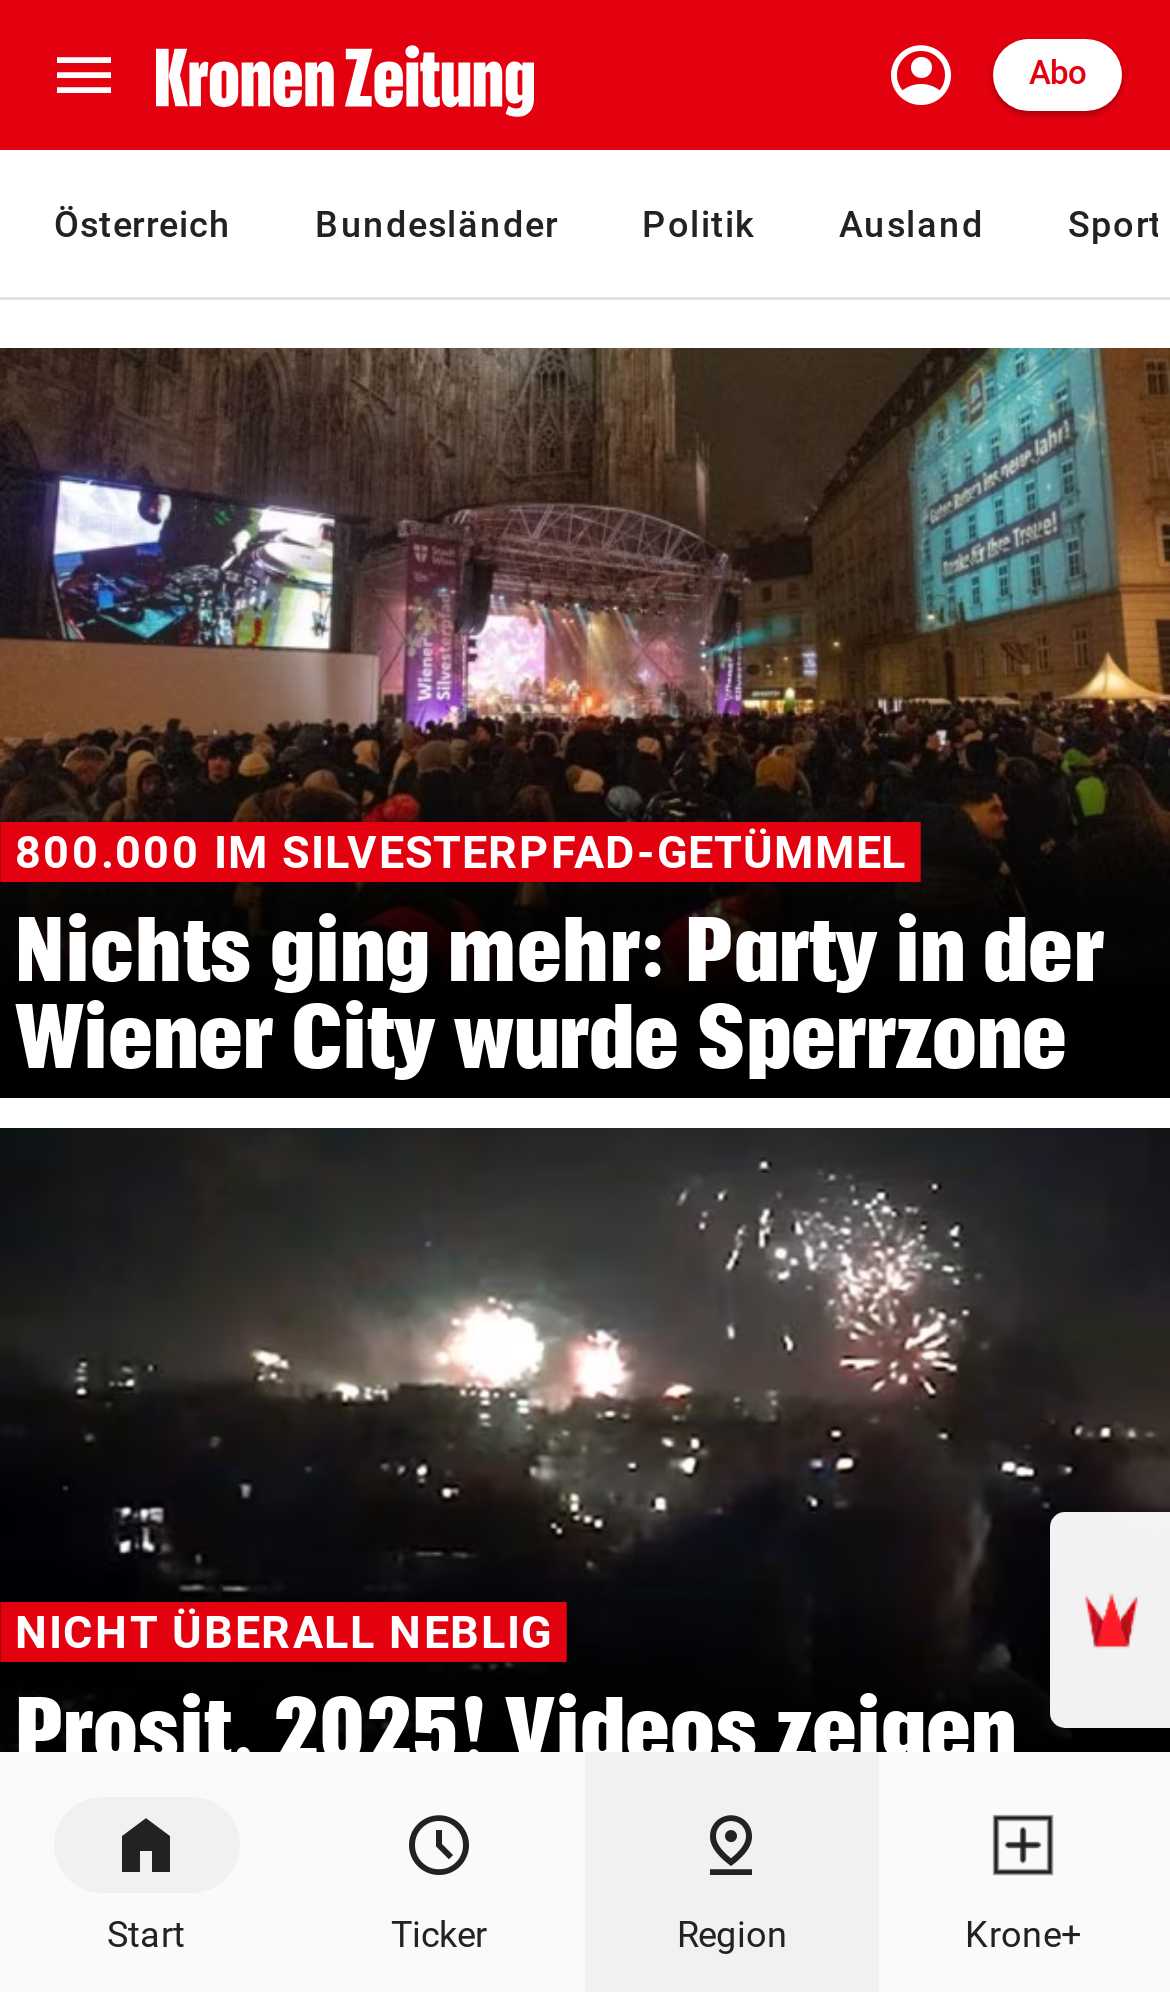 Kronen Zeitung
Abo
Österreich Bundesländer Politik Ausland Sport
Guten Rutsch ins neue Jahr!
Danke für Ihre Treue!
Wiener
Silvesterpfad
800.000 IM SILVESTERPFAD-GETÜMMEL
Nichts ging mehr: Party in der
Wiener City wurde Sperrzone
NICHT ÜBERALL NEBLIG
Prosit, 2025! Videos zeigen
Start Ticker Region Krone+